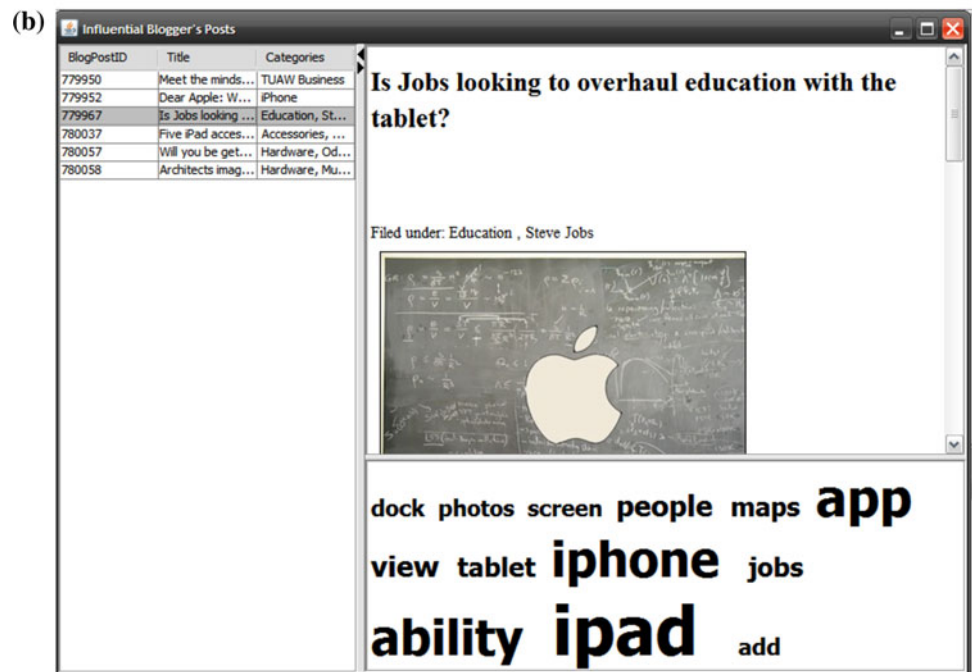 (b)
Influential Blogger's Posts
BlogPostID Title Categories
779950 Meet the minds... TUAW Business
779952 Dear Apple: W... iPhone
779967 Is Jobs looking ... Education, St...
780037 Five iPad acces... Accessories, ...
780057 Will you be get... Hardware, Od...
780058 Architects imag... Hardware, Mu...
Is Jobs looking to overhaul education with the
tablet?
Filed under: Education , Steve Jobs
dock photos screen people maps app
view tablet iphone jobs
ability ipad add